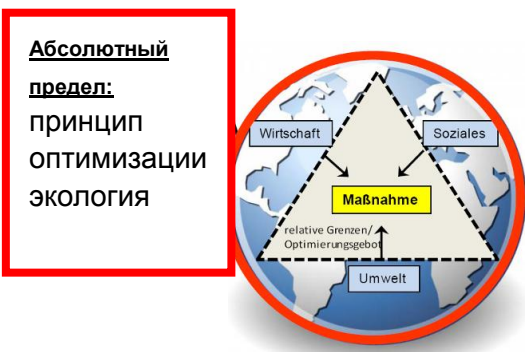 Абсолютный
предел:
принцип
оптимизации
экология
Wirtschaft
Soziales
Maßnahme
relative Grenzen/
Optimierungsgebot
Umwelt